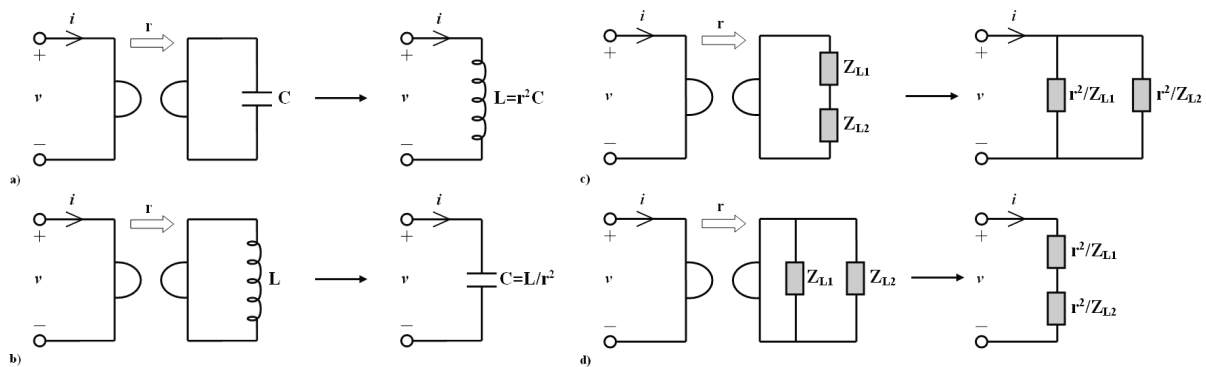 i r
+
v C L=r²C
−
a)
i r
+
v L C=L/r²
−
b)
i r
+
Z_L1
v r²/Z_L1 r²/Z_L2
Z_L2
−
c)
i r
+
r²/Z_L1
v Z_L1 Z_L2
r²/Z_L2
−
d)